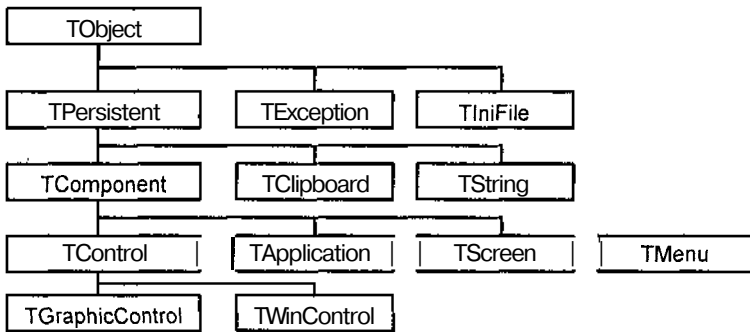 TObject
TPersistent TException TIniFile
TComponent TClipboard TString
TControl TApplication TScreen TMenu
TGraphicControl TWinControl